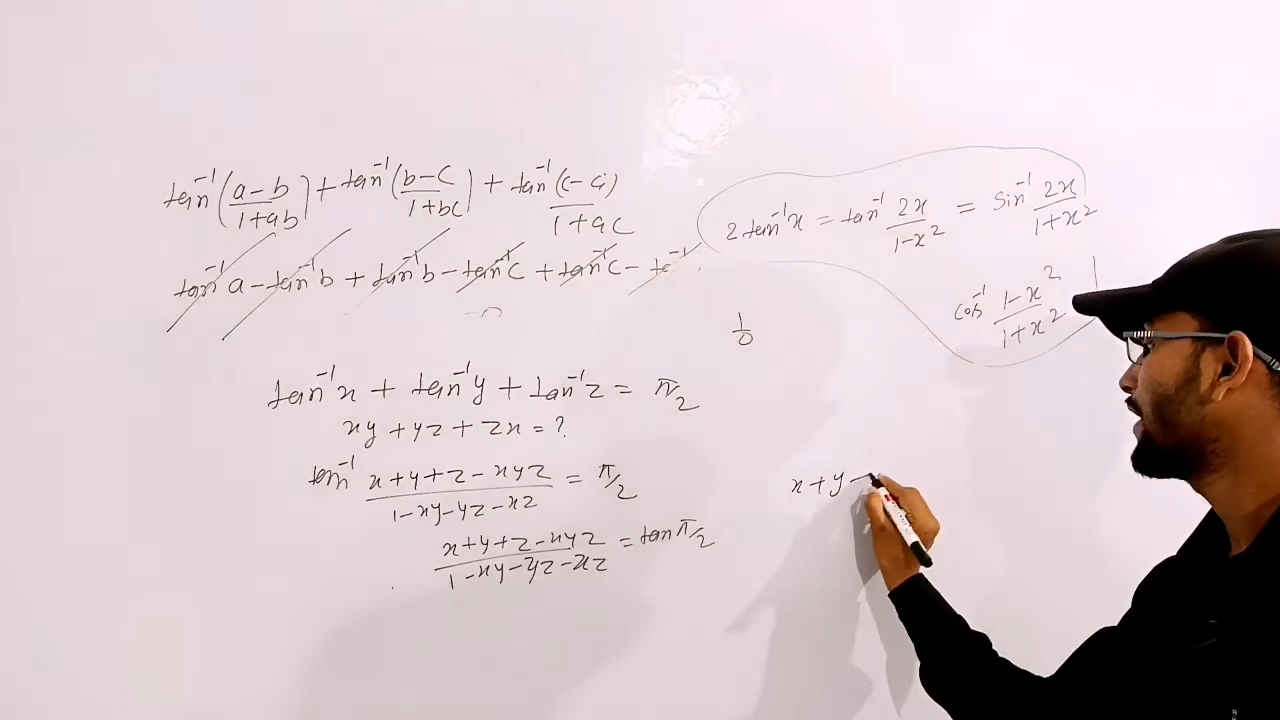 tan⁻¹(a-b/1+ab) + tan⁻¹(b-c/1+bc) + tan⁻¹(c-a)/1+ac
tan⁻¹a - tan⁻¹b + tan⁻¹b - tan⁻¹c + tan⁻¹c - ta⁻¹
2tan⁻¹x = tan⁻¹ 2x/1-x² = sin⁻¹ 2x/1+x²
cos⁻¹ 1-x²/1+x²
1/0
tan⁻¹x + tan⁻¹y + tan⁻¹z = π/2
xy + yz + zx = ?
tan⁻¹ x+y+z-xyz/1-xy-yz-xz = π/2
x+y+z-xyz/1-xy-yz-xz = tan π/2
x+y-